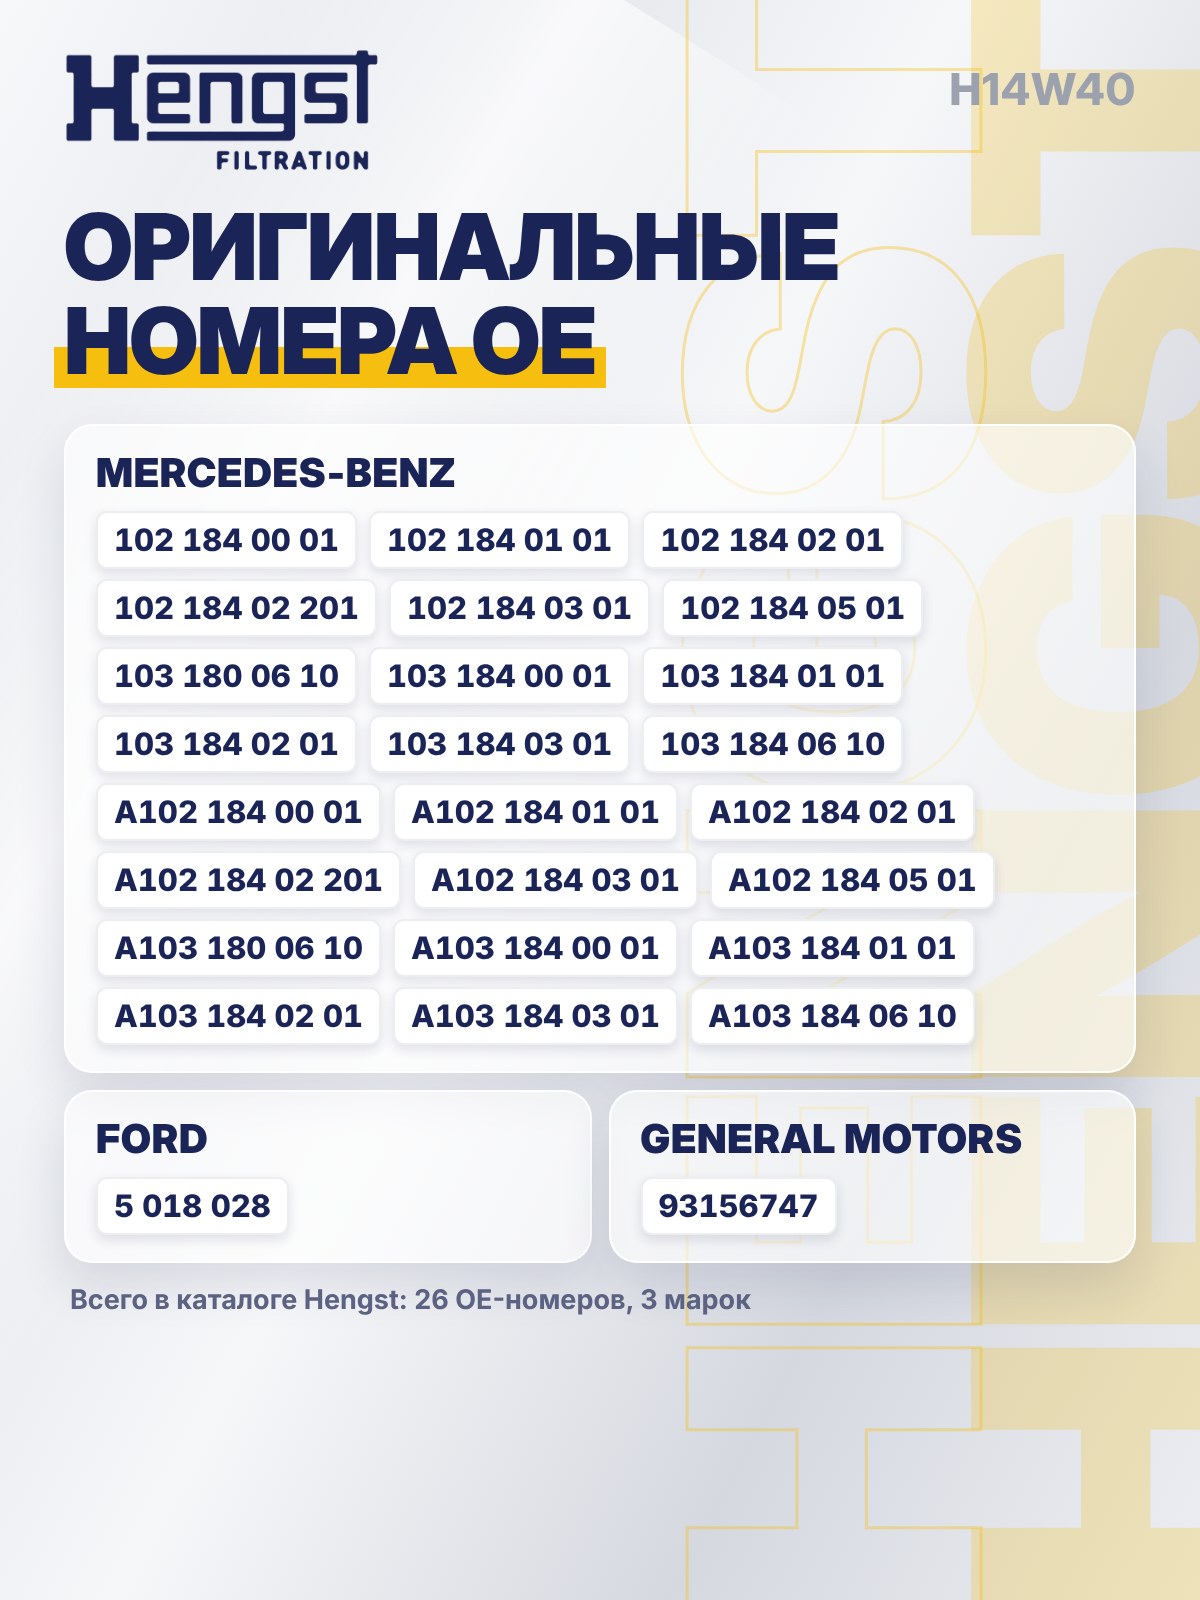 Hengst
FILTRATION
H14W40
ОРИГИНАЛЬНЫЕ
НОМЕРА OE
MERCEDES-BENZ
102 184 00 01 102 184 01 01 102 184 02 01
102 184 02 201 102 184 03 01 102 184 05 01
103 180 06 10 103 184 00 01 103 184 01 01
103 184 02 01 103 184 03 01 103 184 06 10
A102 184 00 01 A102 184 01 01 A102 184 02 01
A102 184 02 201 A102 184 03 01 A102 184 05 01
A103 180 06 10 A103 184 00 01 A103 184 01 01
A103 184 02 01 A103 184 03 01 A103 184 06 10
FORD
5 018 028
GENERAL MOTORS
93156747
Всего в каталоге Hengst: 26 OE-номеров, 3 марок
HENGST
HENGST